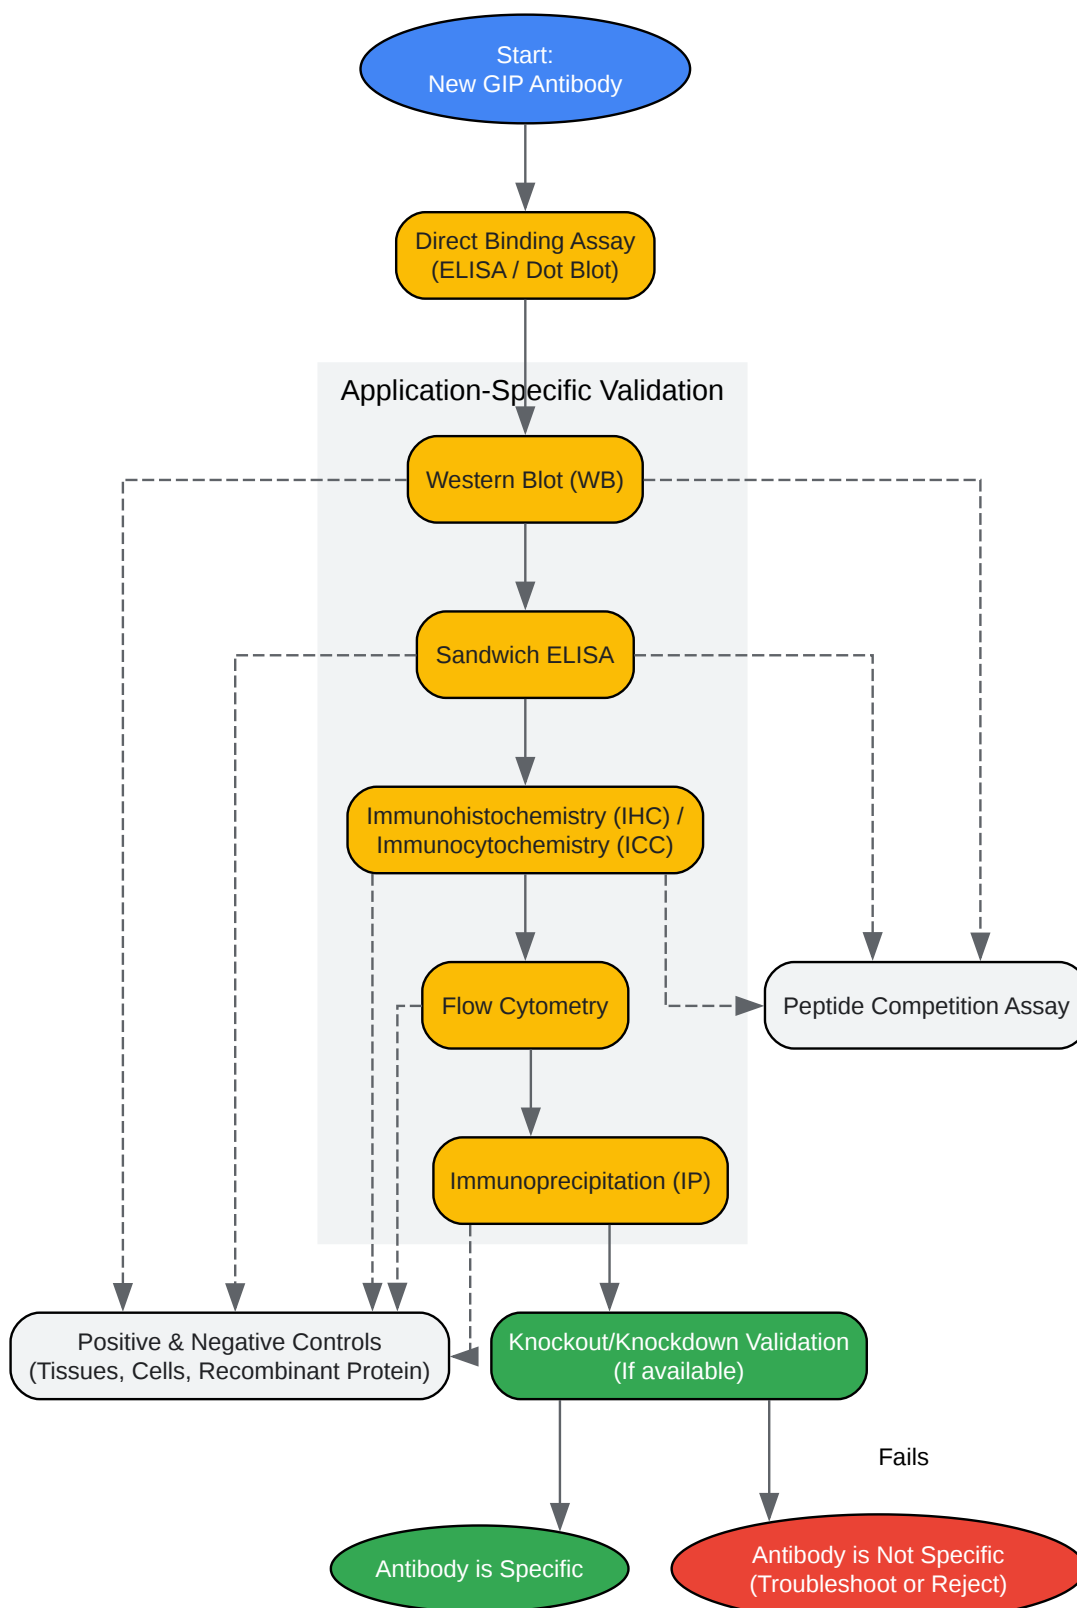 Start:
New GIP Antibody
Direct Binding Assay
(ELISA / Dot Blot)
Application-Specific Validation
Western Blot (WB)
Sandwich ELISA
Immunohistochemistry (IHC) /
Immunocytochemistry (ICC)
Flow Cytometry
Peptide Competition Assay
Immunoprecipitation (IP)
Positive & Negative Controls
(Tissues, Cells, Recombinant Protein)
Knockout/Knockdown Validation
(If available)
Fails
Antibody is Specific
Antibody is Not Specific
(Troubleshoot or Reject)